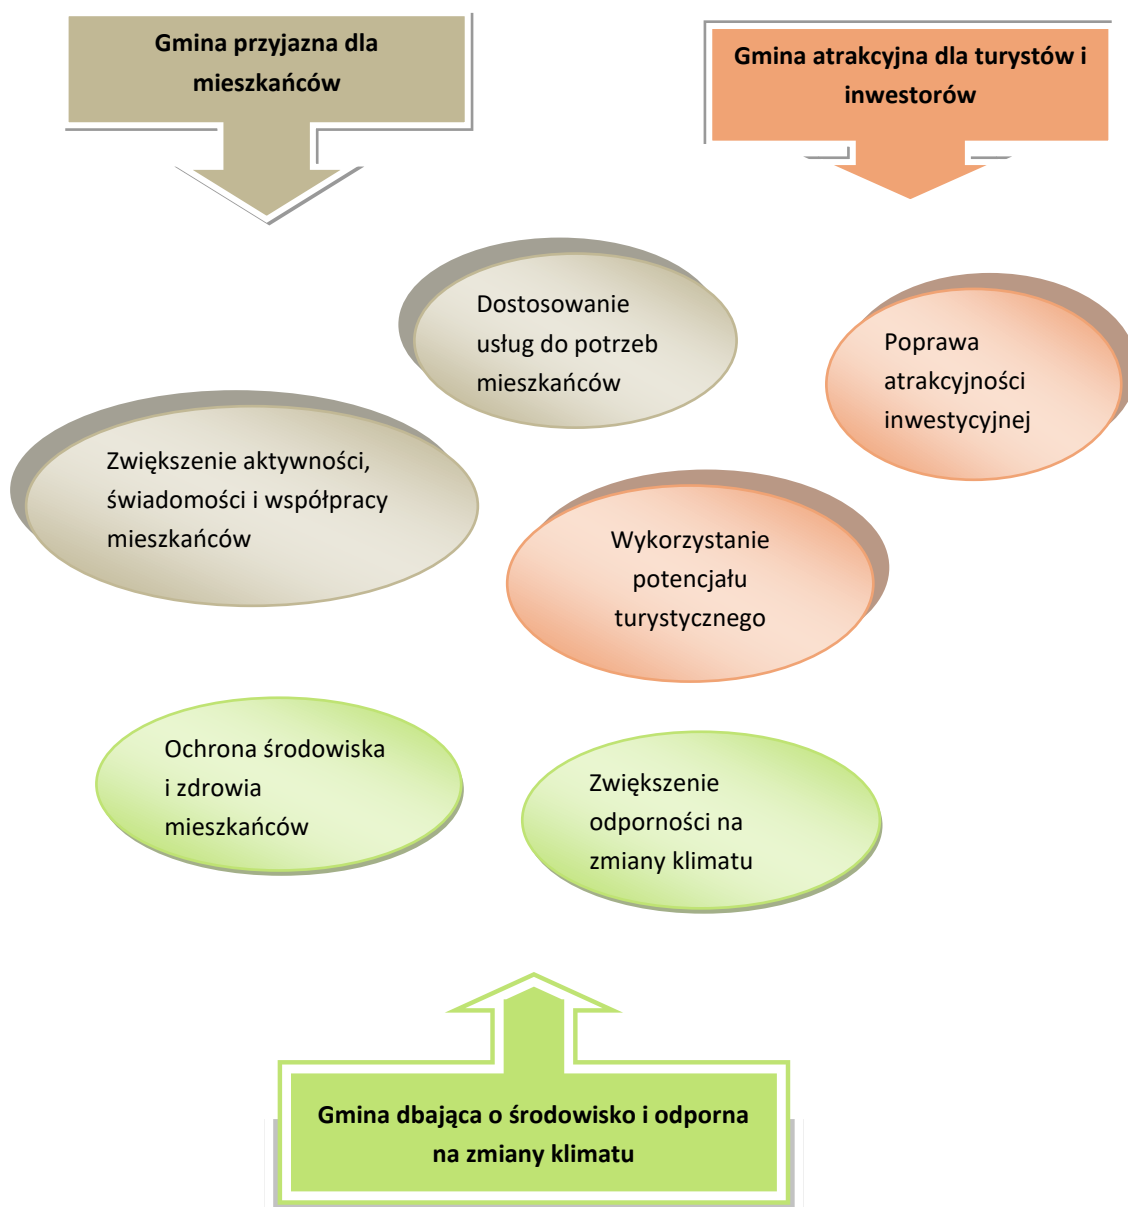 Gmina przyjazna dla
mieszkańców
Gmina atrakcyjna dla turystów i
inwestorów
Dostosowanie
usług do potrzeb
mieszkańców
Poprawa
atrakcyjności
inwestycyjnej
Zwiększenie aktywności,
świadomości i współpracy
mieszkańców
Wykorzystanie
potencjału
turystycznego
Ochrona środowiska
i zdrowia
mieszkańców
Zwiększenie
odporności na
zmiany klimatu
Gmina dbająca o środowisko i odporna
na zmiany klimatu